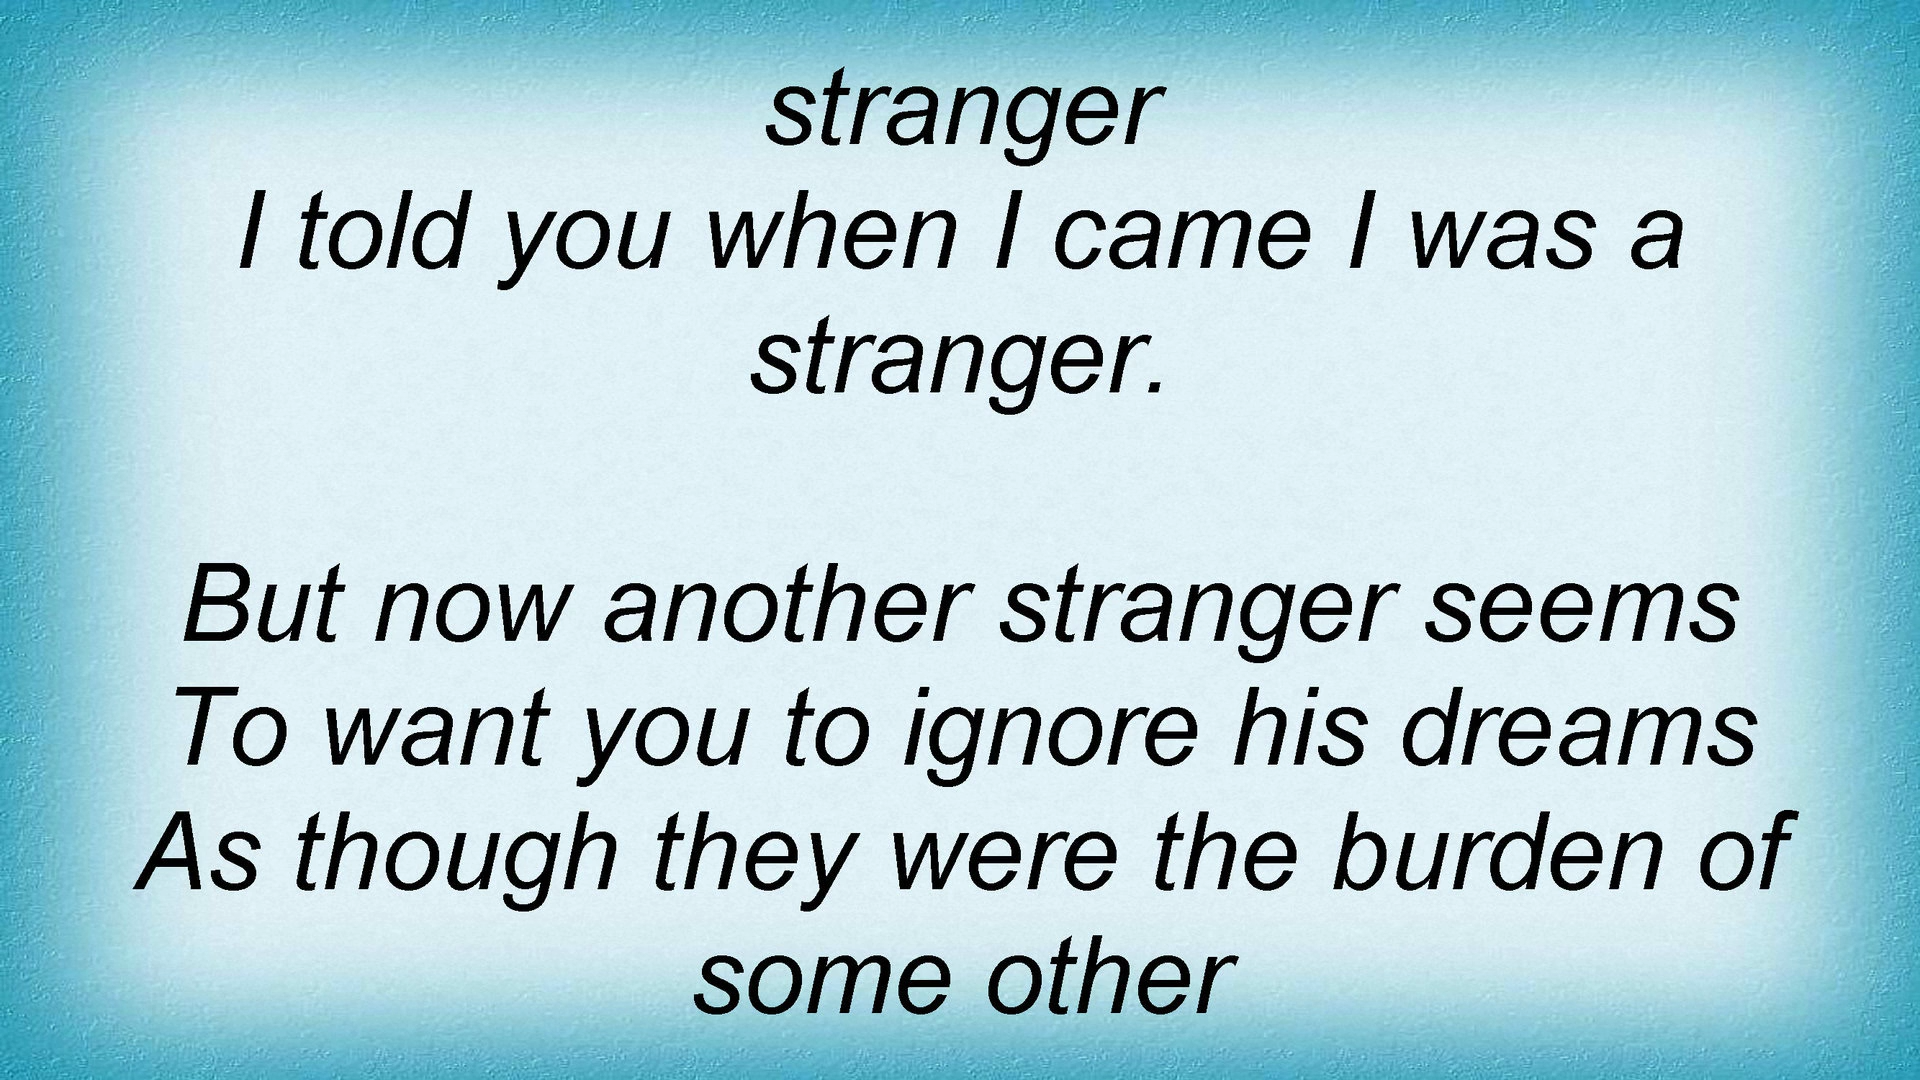 stranger
I told you when I came I was a
stranger.
But now another stranger seems
To want you to ignore his dreams
As though they were the burden of
some other